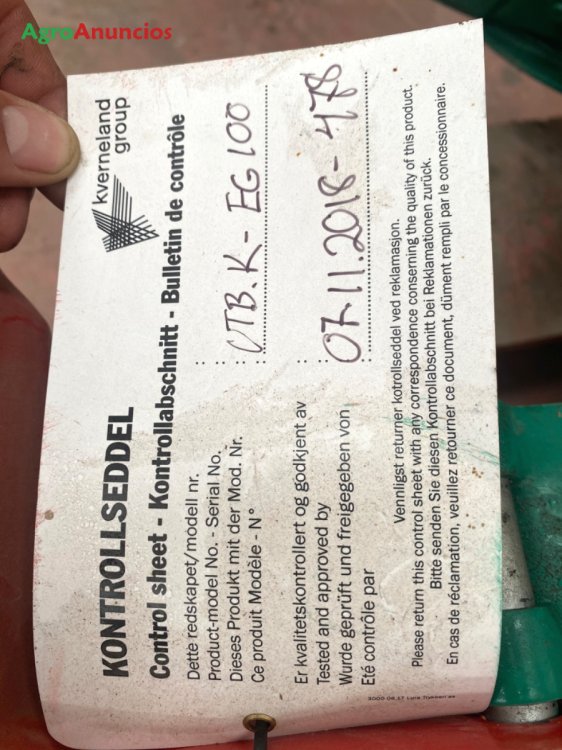 AgroAnuncios
kverneland
group
KONTROLLSEDDEL
Control sheet - Kontrollabschnitt - Bulletin de contrôle
Dette redskapet/modell nr. :
Product-model No. - Serial No. :
Dieses Produkt mit der Mod. Nr. :
Ce produit Modèle - N° : CTB.K - EG 100
Er kvalitetskontrollert og godkjent av :
Tested and approved by :
Wurde geprüft und freigegeben von :
Eté contrôle par : 07.11.2018 - 478
Vennligst returner kotrollseddel ved reklamasjon.
Please return this control sheet with any correspondence concerning the quality of this product.
Bitte senden Sie diesen Kontrollabschnitt bei Reklamationen zurück.
En cas de réclamation, veuillez retourner ce document, dûment rempli par le concessionnaire.